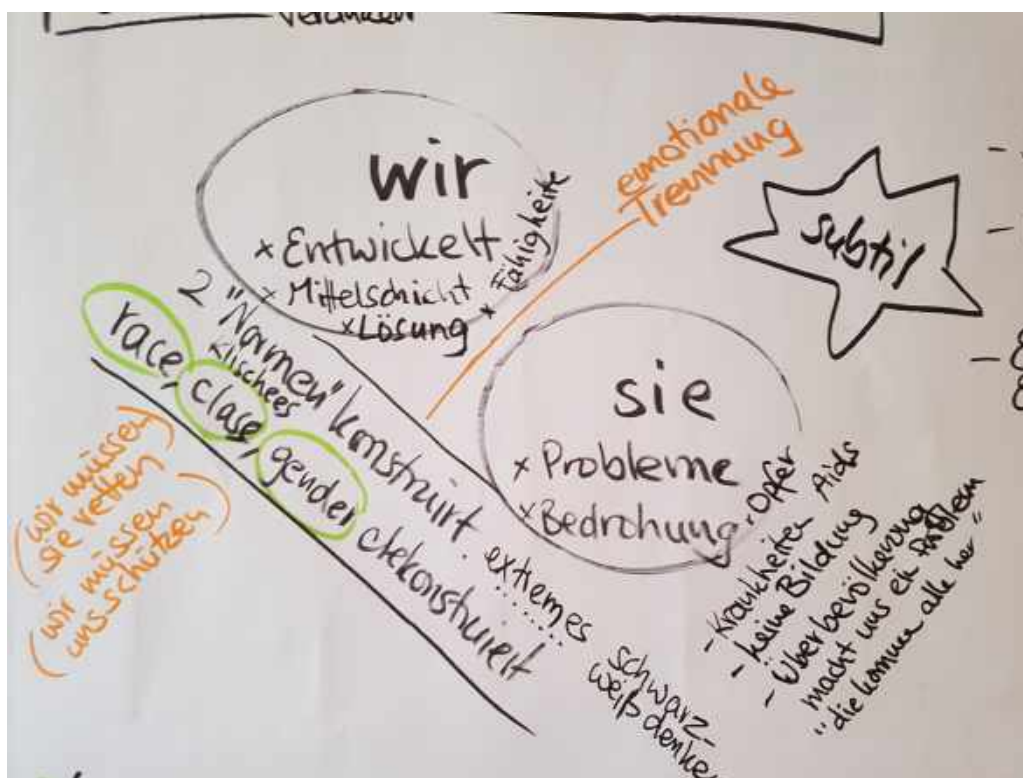 wir
× Entwickelt
× Mittelschicht
× Lösung
× Fähigkeite
emotionale
Trennung
subtil
sie
× Probleme
× Bedrohung
, Opfer
- Krankheiten Aids
- keine Bildung
- Überbevölkerung
macht uns ein Problem
"die kommen alle her"
2 "Normen" konstruirt. extremes
Klischees
schwarz-
weiß denke
race, class, gender dekonstruiert
(wir müssen
sie retten)
(wir müssen
uns schützen)